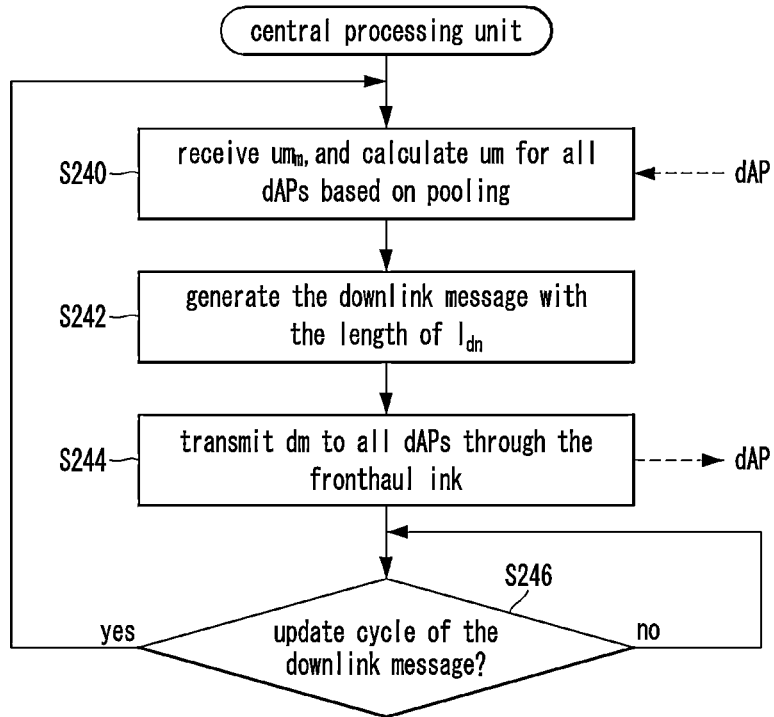 central processing unit
receive umₘ,and calculate um for all
dAPs based on pooling
S240
dAP
generate the downlink message with
the length of l_dn
S242
transmit dm to all dAPs through the
fronthaul ink
S244
dAP
S246
yes
update cycle of the
downlink message?
no